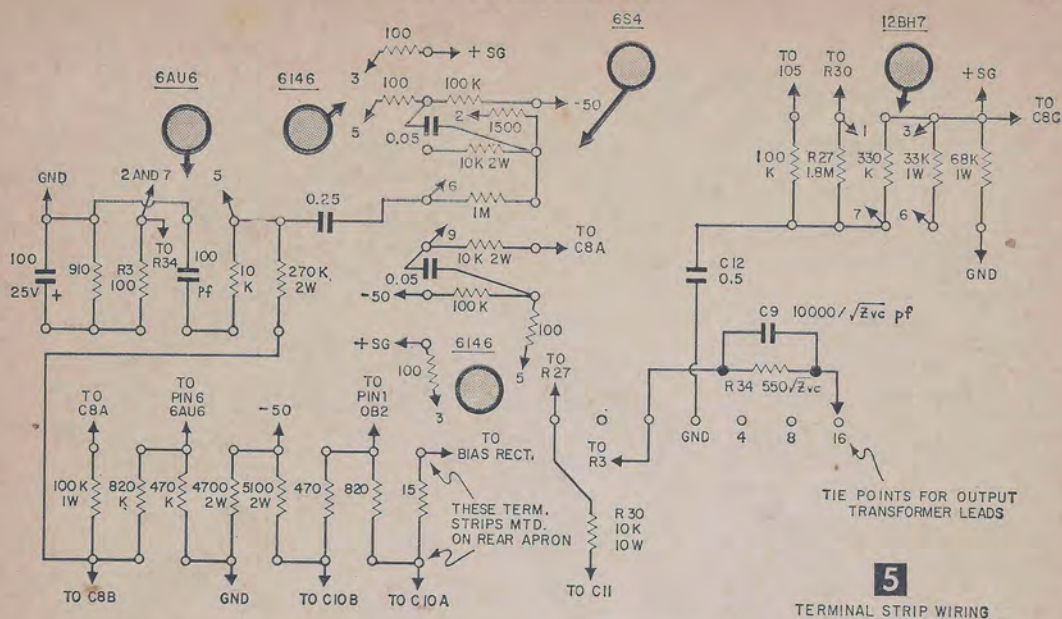 6AU6
6146
6S4
12BH7
100
+ SG
3
100
100 K
-50
5
2
1500
0.05
10K 2W
TO
105
TO
R30
+SG
TO
C8G
1
3
100
K
R27
1.8M
330
K
33K
1W
68K
1W
7
6
GND
GND
2 AND 7
5
0.25
6
1M
9
TO
C8A
10K
2W
0.05
-50
100 K
100
25V
+
910
R3
100
TO
R34
100
Pf
10
K
270 K
2W
C12
0.5
C9 10000/√Zvc pf
R34 550√Zvc
+SG
100
3
6146
100
5
TO
R27
TO
R3
GND
4
8
16
TO
C8A
TO
PIN 6
6AU6
-50
TO
PIN1
OB2
TO
BIAS RECT.
100K
1W
820
K
470
K
4700
2W
5100
2W
470
820
15
THESE TERM.
STRIPS MTD.
ON REAR APRON
R30
10K
10W
TIE POINTS FOR OUTPUT
TRANSFORMER LEADS
TO C8B
GND
TO C10B
TO C10A
TO C11
5
TERMINAL STRIP WIRING